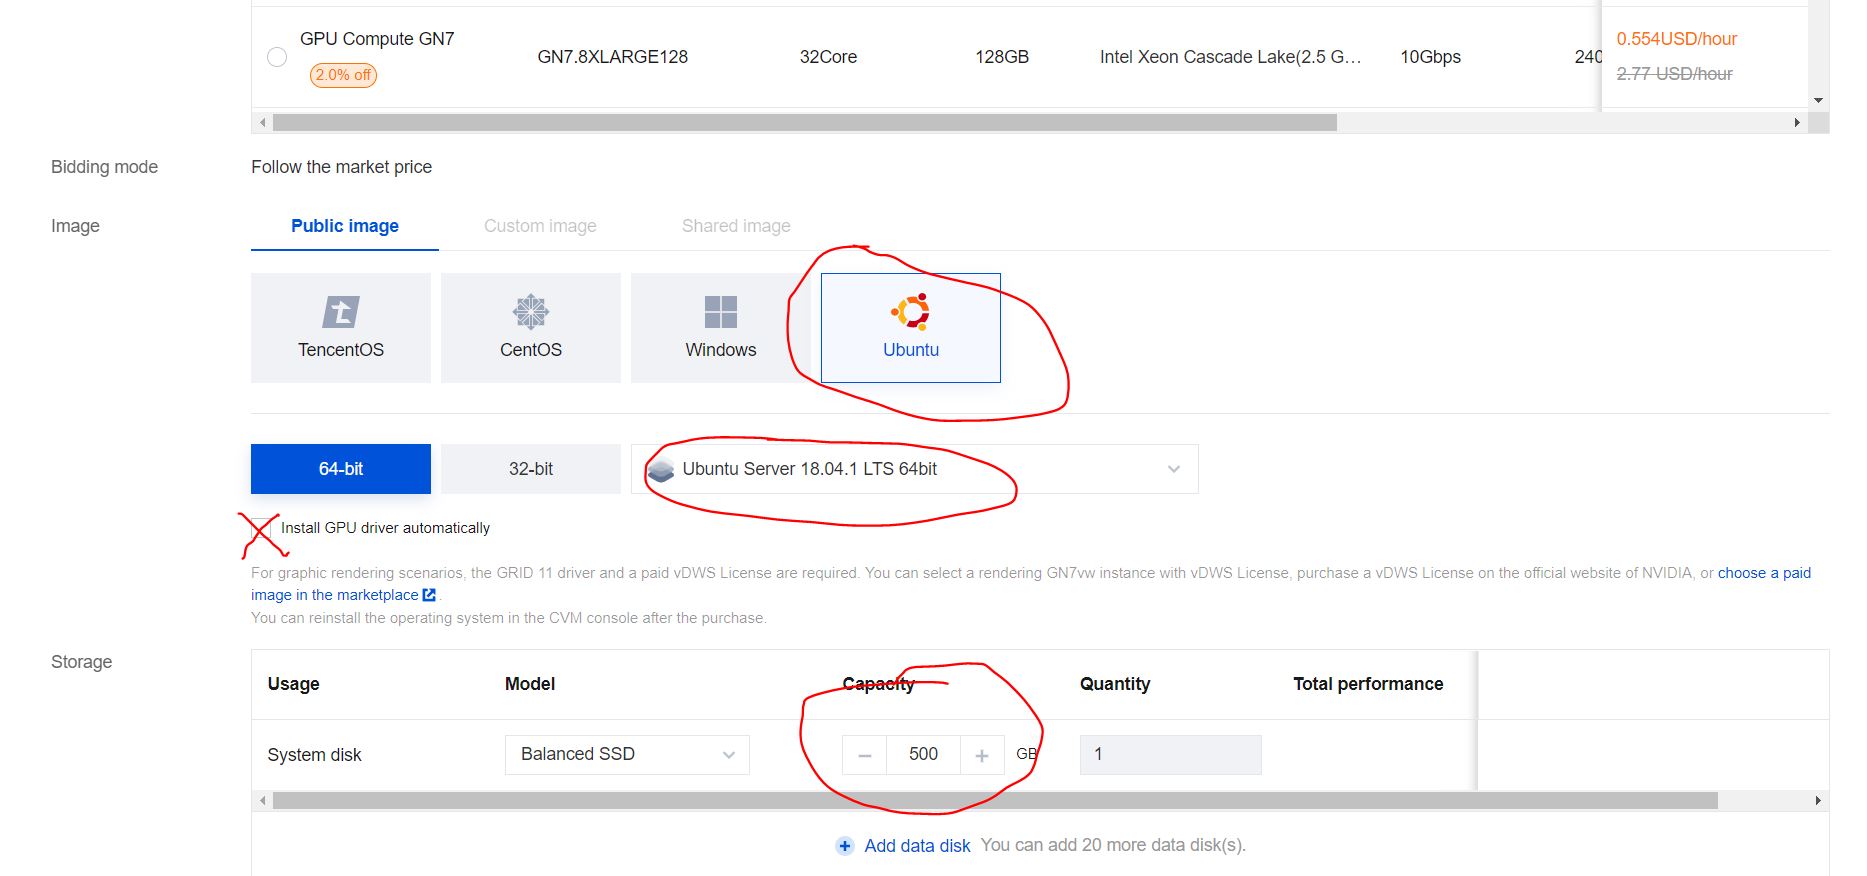 GPU Compute GN7
2.0% off
GN7.8XLARGE128 32Core 128GB Intel Xeon Cascade Lake(2.5 G... 10Gbps 240
0.554USD/hour
2.77 USD/hour
Bidding mode Follow the market price
Image Public image Custom image Shared image
TencentOS CentOS Windows Ubuntu
64-bit 32-bit Ubuntu Server 18.04.1 LTS 64bit
Install GPU driver automatically
For graphic rendering scenarios, the GRID 11 driver and a paid vDWS License are required. You can select a rendering GN7vw instance with vDWS License, purchase a vDWS License on the official website of NVIDIA, or choose a paid
image in the marketplace .
You can reinstall the operating system in the CVM console after the purchase.
Storage
Usage Model Capacity Quantity Total performance
System disk Balanced SSD − 500 + GB 1
+ Add data disk You can add 20 more data disk(s).